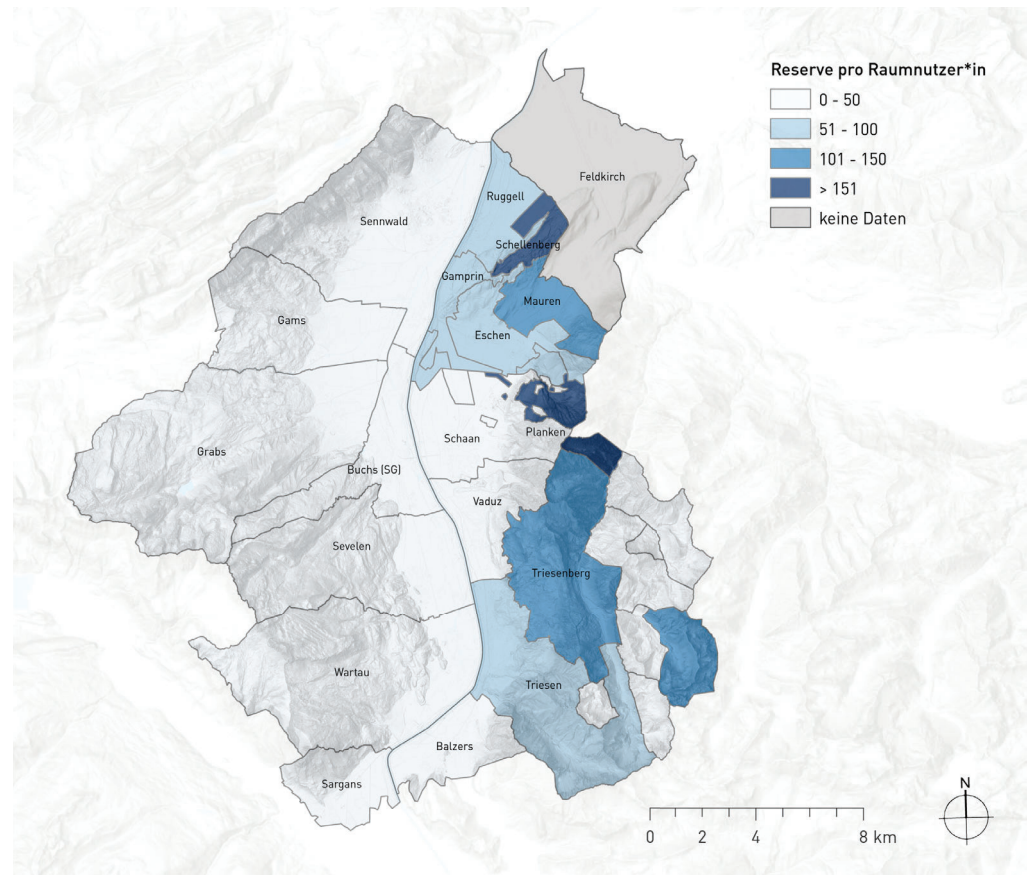 Reserve pro Raumnutzer*in
0 - 50
51 - 100
101 - 150
> 151
keine Daten
Feldkirch
Ruggell
Sennwald
Schellenberg
Gamprin
Mauren
Gams
Eschen
Planken
Schaan
Grabs
Buchs (SG)
Vaduz
Sevelen
Triesenberg
Wartau
Triesen
Balzers
Sargans
N
0 2 4 8 km